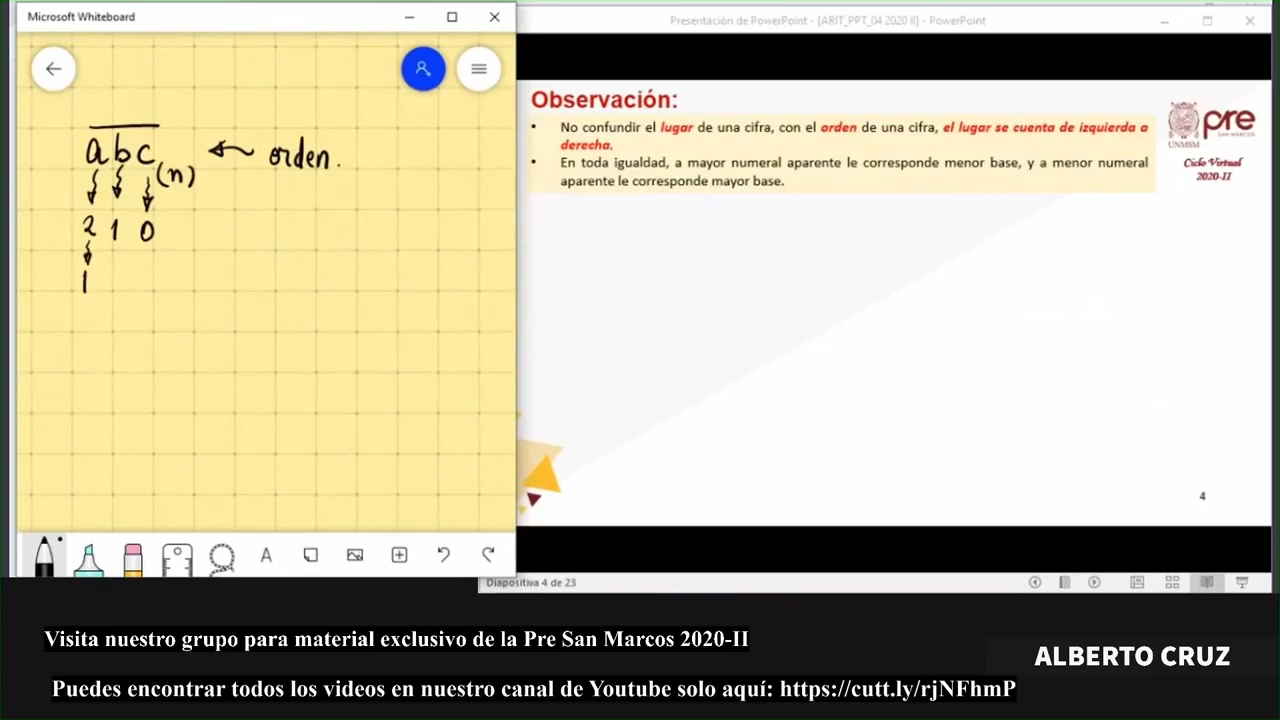 Microsoft Whiteboard
Presentación de PowerPoint - [ARIT_PPT_04 2020 II] - PowerPoint
abc(n) ← orden.
2 1 0
1
Observación:
• No confundir el lugar de una cifra, con el orden de una cifra, el lugar se cuenta de izquierda a
derecha.
• En toda igualdad, a mayor numeral aparente le corresponde menor base, y a menor numeral
aparente le corresponde mayor base.
UNMSM
pre
SAN MARCOS
Ciclo Virtual
2020-II
4
A
Diapositiva 4 de 23
Visita nuestro grupo para material exclusivo de la Pre San Marcos 2020-II
ALBERTO CRUZ
Puedes encontrar todos los videos en nuestro canal de Youtube solo aquí: https://cutt.ly/rjNFhmP